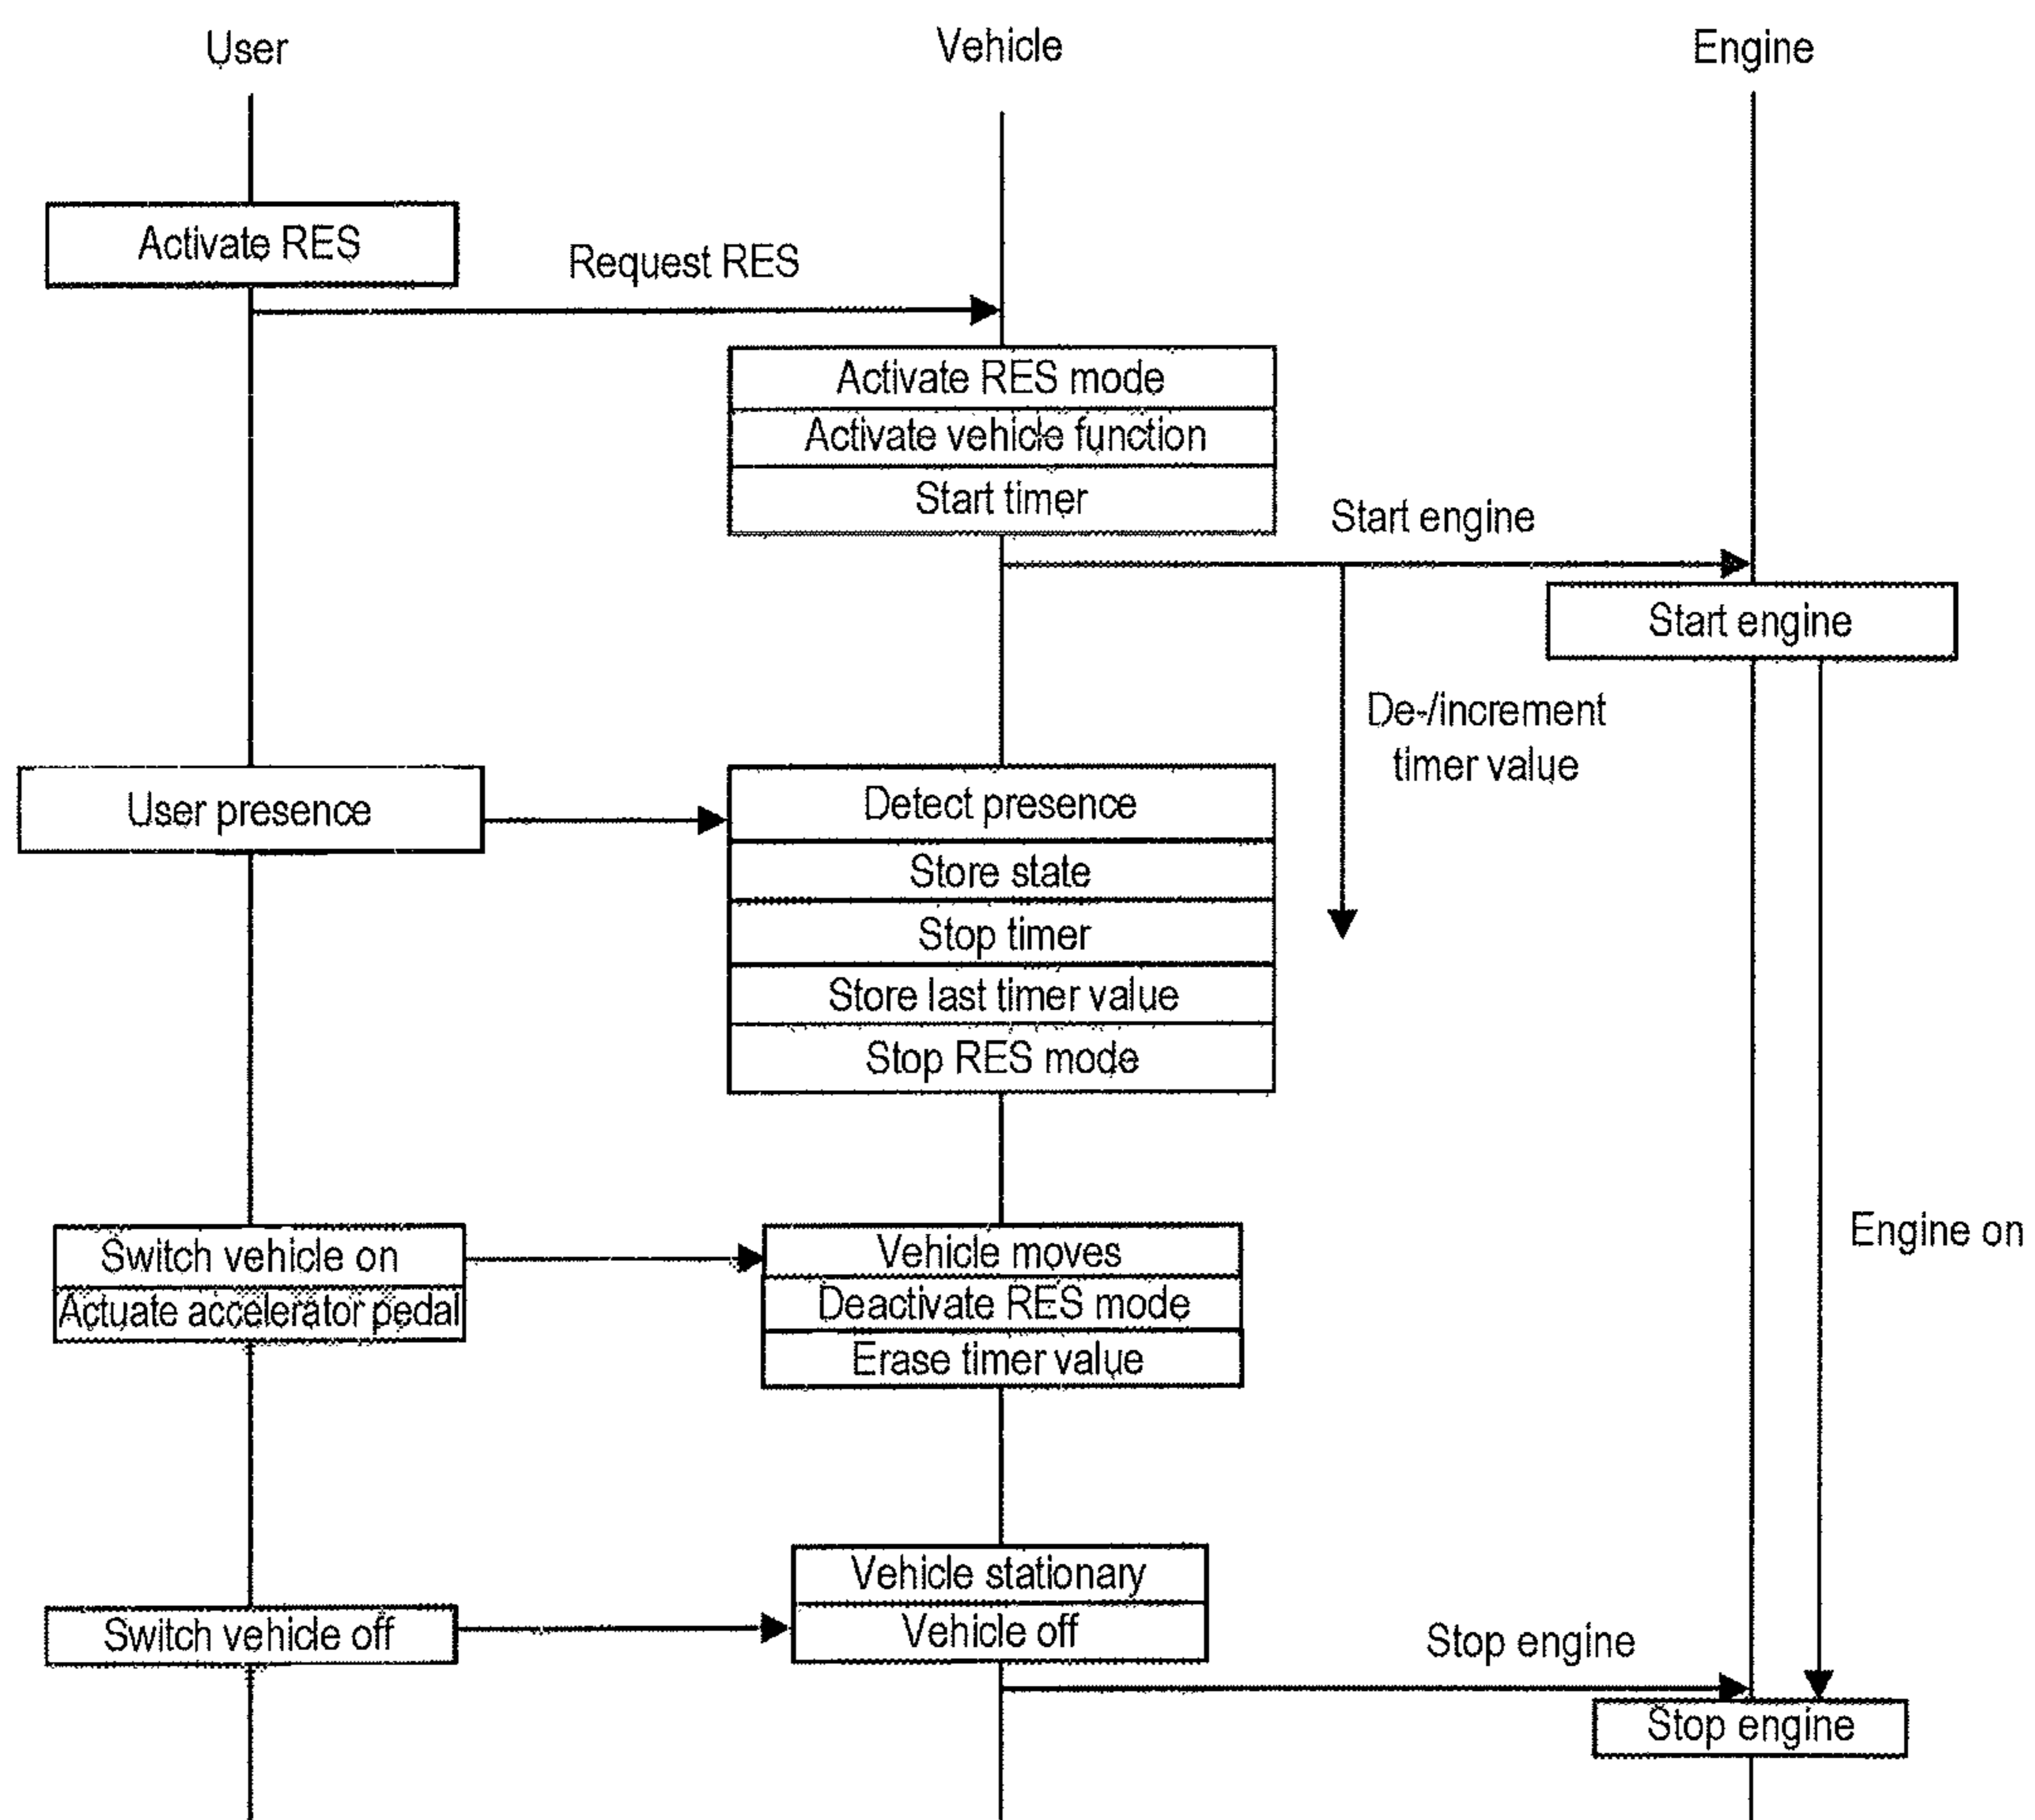 User
Vehicle
Engine
Activate RES
Request RES
Activate RES mode
Activate vehicle function
Start timer
Start engine
Start engine
De-/increment
timer value
User presence
Detect presence
Store state
Stop timer
Store last timer value
Stop RES mode
Switch vehicle on
Actuate accelerator pedal
Vehicle moves
Deactivate RES mode
Erase timer value
Engine on
Vehicle stationary
Vehicle off
Switch vehicle off
Stop engine
Stop engine